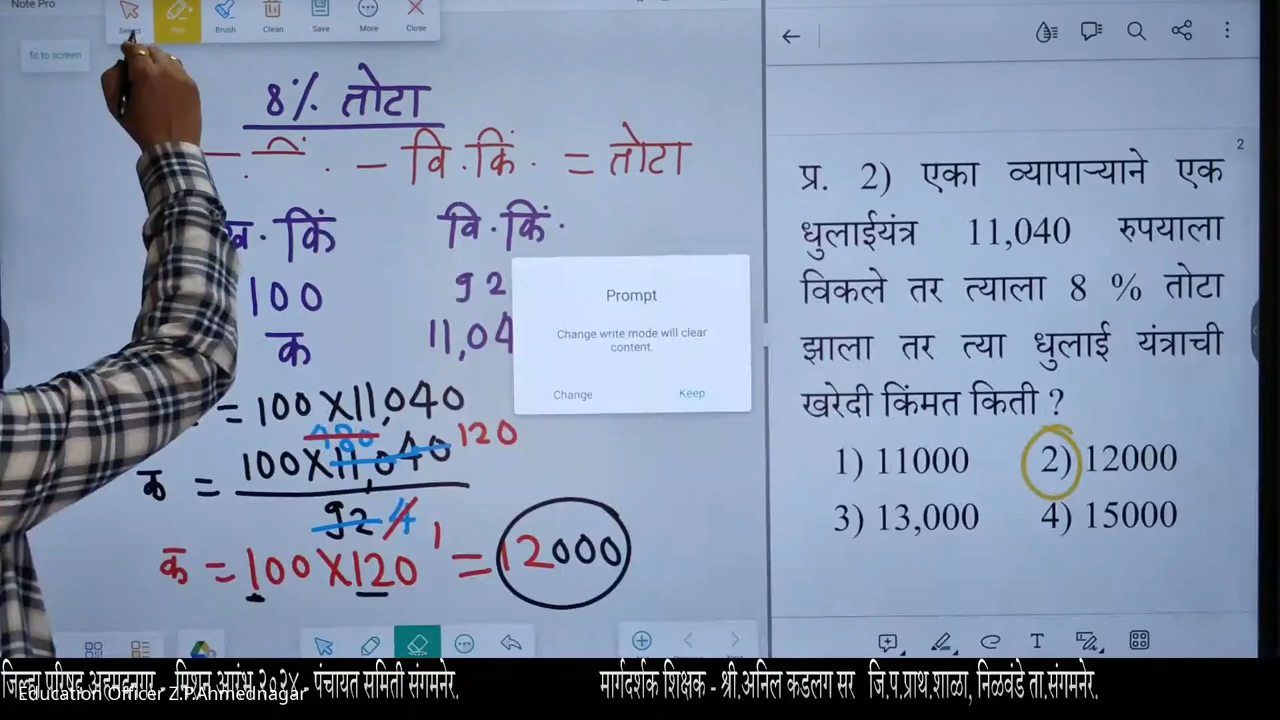 Note Pro
Select Pen Brush Clean Save More Close
fit to screen
8% तोटा
- वि.किं. = तोटा
ख.किं वि.किं.
100 92
क 11,04
= 100X11,040
480 120
100X11,040
क =
92 4
1
क = 100X120 = 12000
Prompt
Change write mode will clear
content.
Change Keep
2
प्र. 2) एका व्यापाऱ्याने एक
धुलाईयंत्र 11,040 रुपयाला
विकले तर त्याला 8 % तोटा
झाला तर त्या धुलाई यंत्राची
खरेदी किंमत किती ?
1) 11000 2) 12000
3) 13,000 4) 15000
T
जिल्हा परिषद अहमदनगर - मिशन आरंभ २०२४ - पंचायत समिती संगमनेर. मार्गदर्शक शिक्षक - श्री.अनिल कडलग सर जि.प.प्राथ.शाळा, निळवंडे ता.संगमनेर.
Education Officer Z.P.Ahmednagar